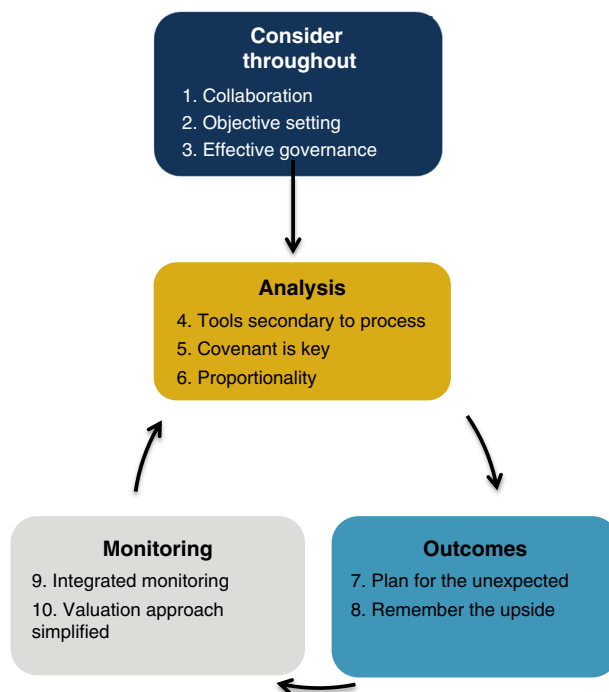 Consider
throughout
1. Collaboration
2. Objective setting
3. Effective governance
Analysis
4. Tools secondary to process
5. Covenant is key
6. Proportionality
Monitoring
9. Integrated monitoring
10. Valuation approach
simplified
Outcomes
7. Plan for the unexpected
8. Remember the upside